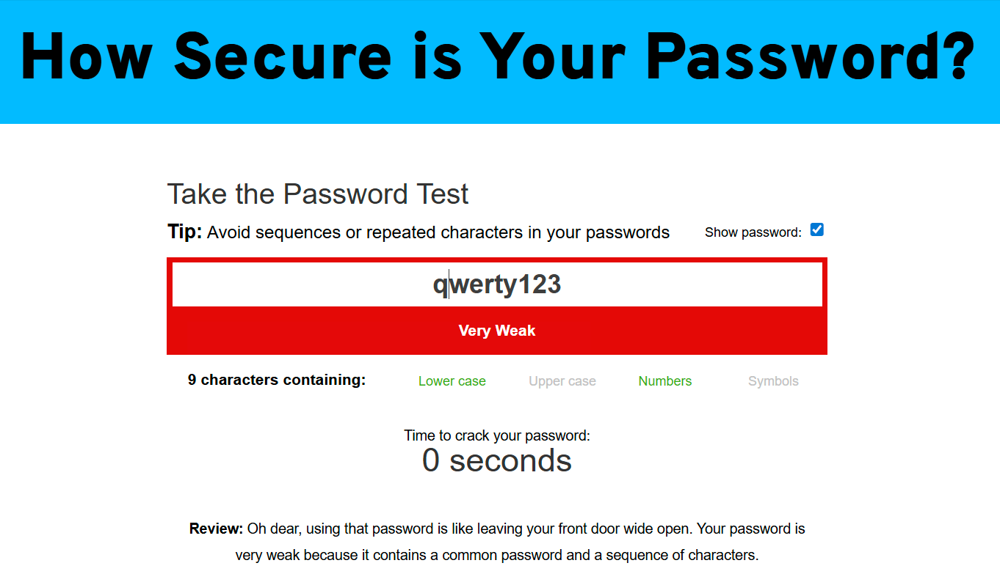 How Secure is Your Password?
Take the Password Test
Tip: Avoid sequences or repeated characters in your passwords Show password:
qwerty123
Very Weak
9 characters containing: Lower case Upper case Numbers Symbols
Time to crack your password:
0 seconds
Review: Oh dear, using that password is like leaving your front door wide open. Your password is
very weak because it contains a common password and a sequence of characters.